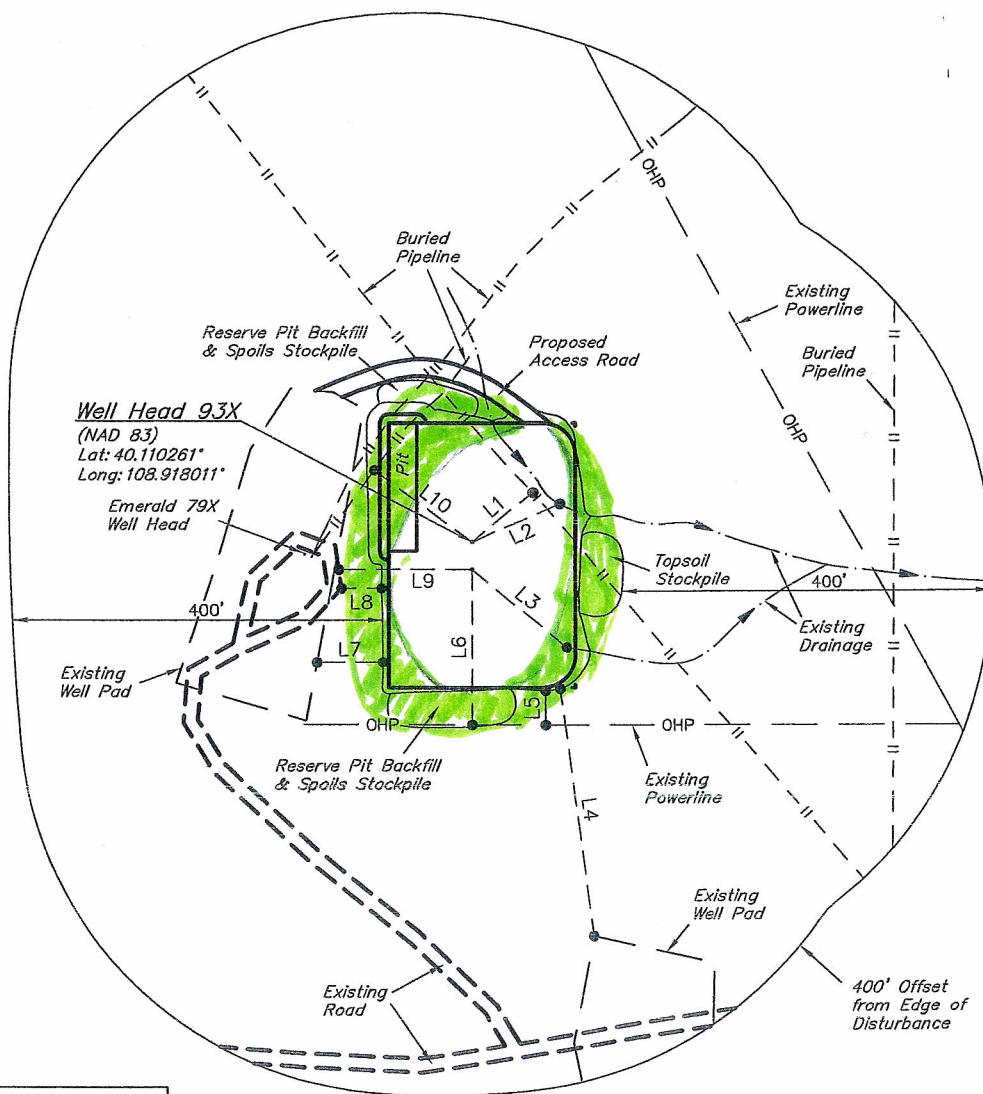 OHP
Buried
Pipeline
Existing
Powerline
Reserve Pit Backfill
& Spoils Stockpile
Proposed
Access Road
Buried
Pipeline
Well Head 93X
(NAD 83)
Lat: 40.110261°
Long: 108.918011°
OHP
Pit
Emerald 79X
Well Head
L10
L1
L2
Topsoil
Stockpile
L9
L8
L3
400'
400'
L6
Existing
Drainage
L7
Existing
Well Pad
L5
OHP
OHP
Reserve Pit Backfill
& Spoils Stockpile
Existing
Powerline
L4
Existing
Well Pad
Existing
Road
400' Offset
from Edge of
Disturbance